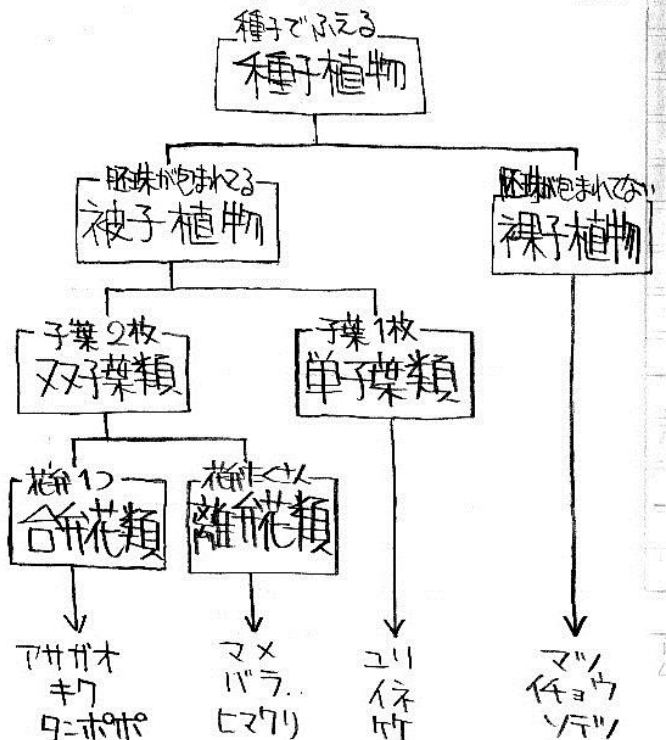 種子でふえる
種子植物
胚珠が包まれてる
被子植物
胚珠が包まれてない
裸子植物
子葉2枚
双子葉類
子葉1枚
単子葉類
花弁1つ
合弁花類
花弁たくさん
離弁花類
アサガオ
キク
タンポポ
マメ
バラ..
ヒマワリ
ユリ
イネ
ケケ
マツ
イチョウ
ソテツ